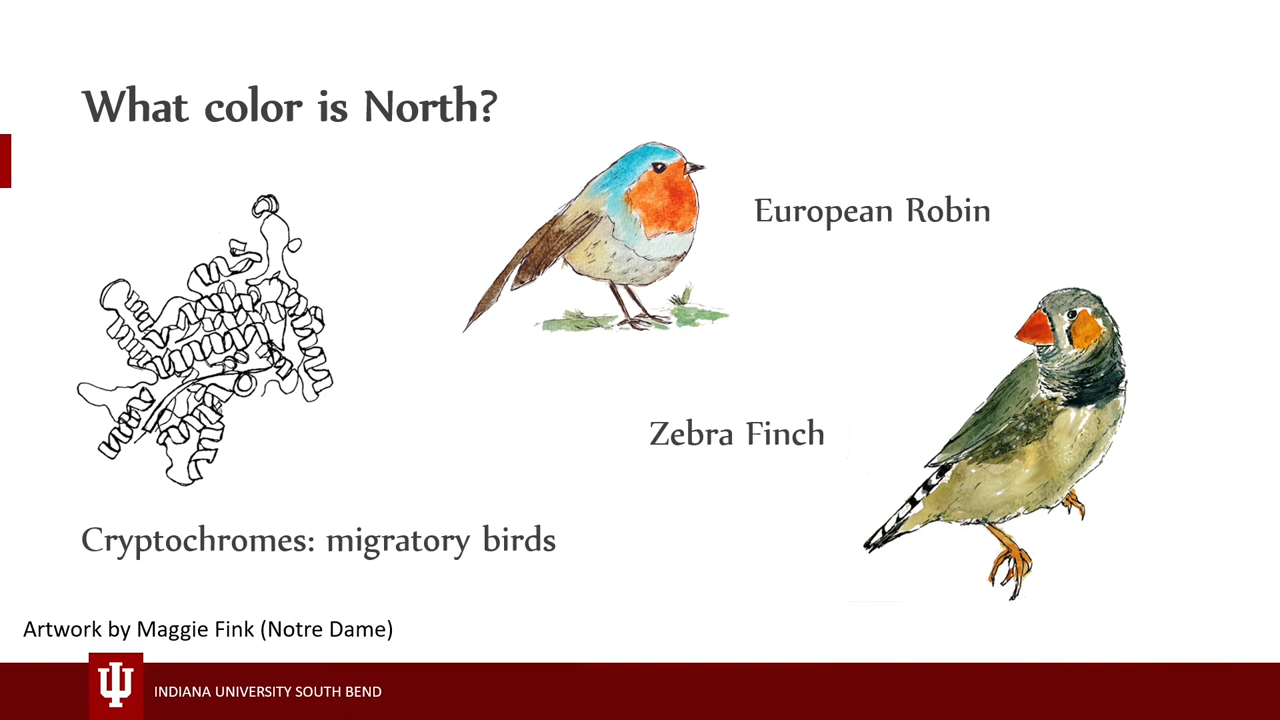 What color is North?
European Robin
Zebra Finch
Cryptochromes: migratory birds
Artwork by Maggie Fink (Notre Dame)
INDIANA UNIVERSITY SOUTH BEND